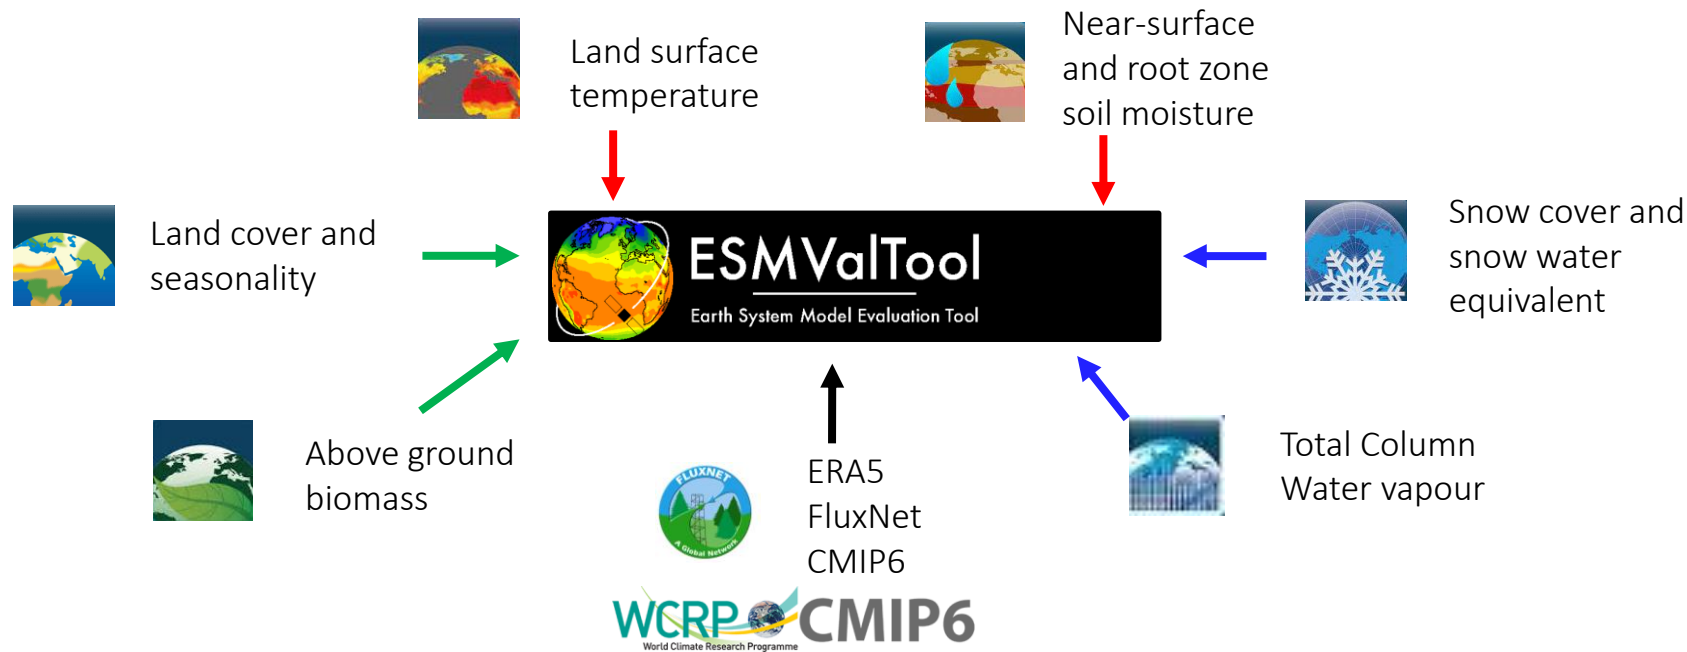 Land surface
temperature
Near-surface
and root zone
soil moisture
Land cover and
seasonality
ESMValTool
Earth System Model Evaluation Tool
Snow cover and
snow water
equivalent
Above ground
biomass
FLUXNET
A Global Network
ERA5
FluxNet
CMIP6
Total Column
Water vapour
WCRP CMIP6
World Climate Research Programme